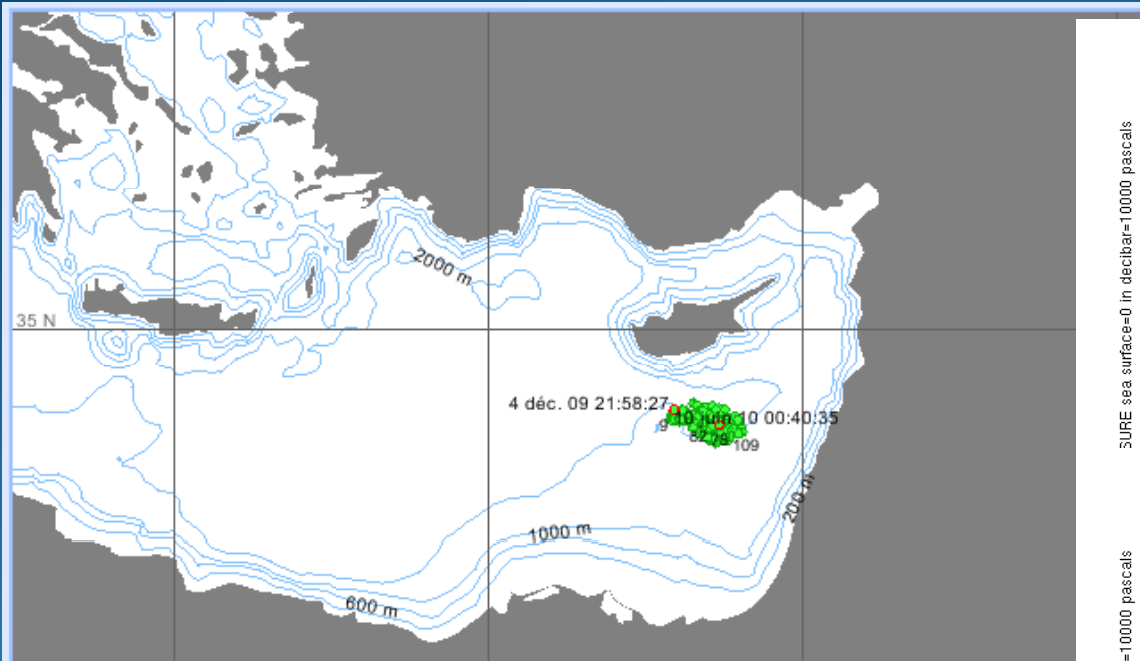 2000 m
35 N
4 déc. 09 21:58:27
10 juin 10 00:40:35
9
82
78
109
200 m
1000 m
600 m
SURE sea surface=0 in decibar=10000 pascals
=10000 pascals